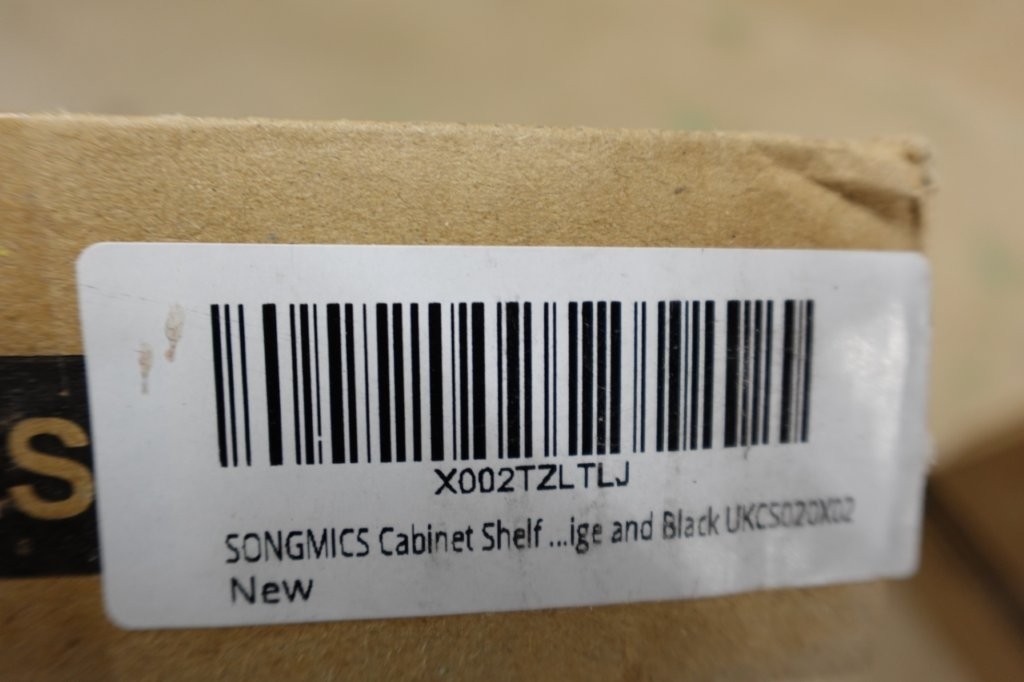 S
X002TZLTLJ
SONGMICS Cabinet Shelf ...ige and Black UKCS020X02
New